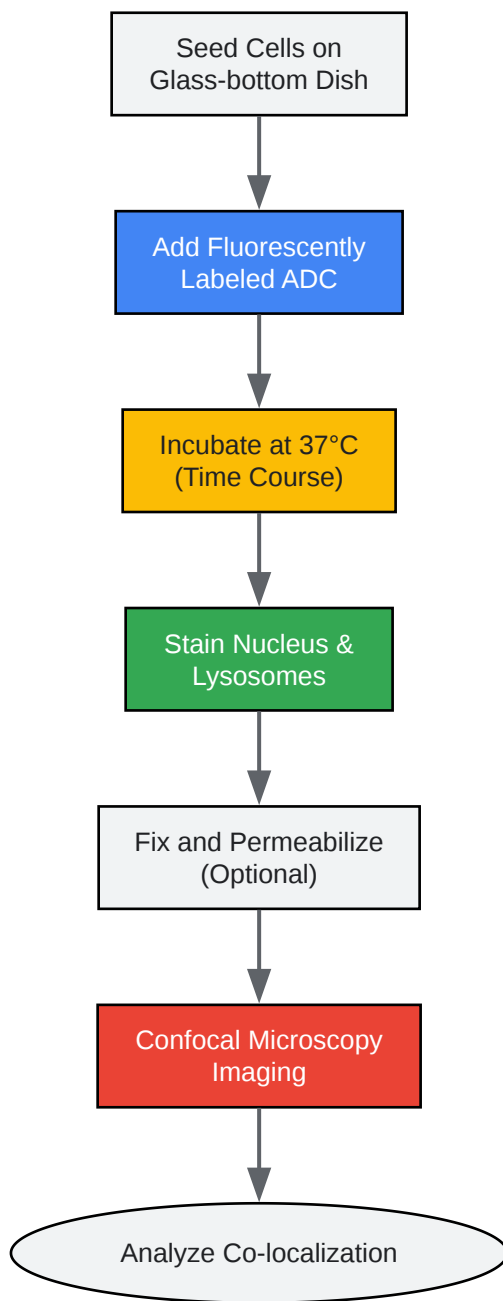 Seed Cells on
Glass-bottom Dish
Add Fluorescently
Labeled ADC
Incubate at 37°C
(Time Course)
Stain Nucleus &
Lysosomes
Fix and Permeabilize
(Optional)
Confocal Microscopy
Imaging
Analyze Co-localization